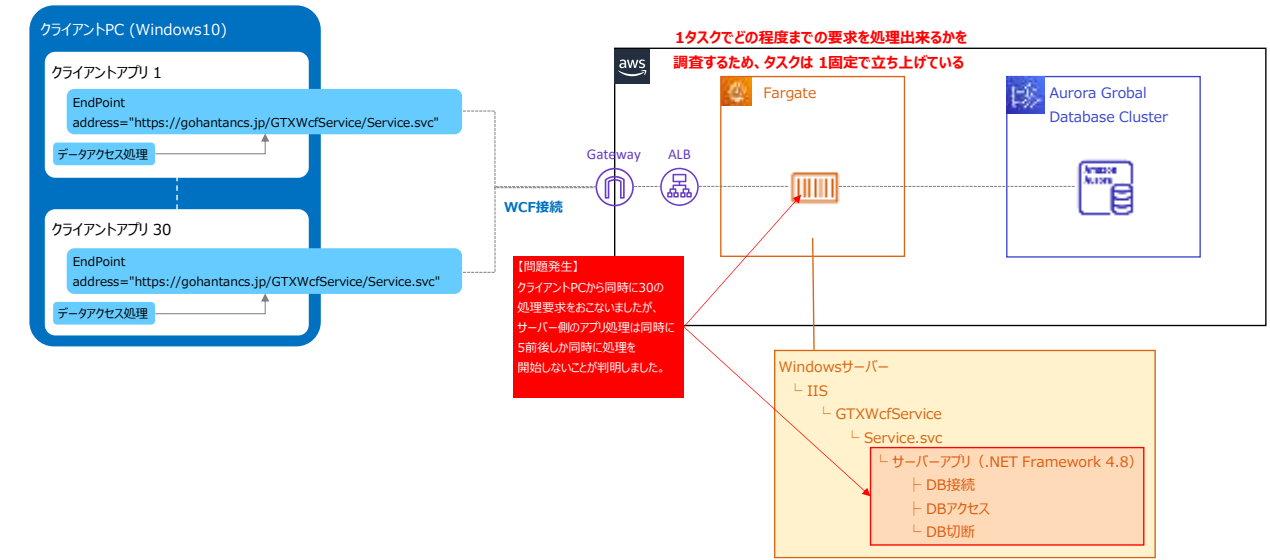 クライアントPC (Windows10)
クライアントアプリ 1
EndPoint
address="https://gohantancs.jp/GTXWcfService/Service.svc"
データアクセス処理
クライアントアプリ 30
EndPoint
address="https://gohantancs.jp/GTXWcfService/Service.svc"
データアクセス処理
WCF接続
Gateway
ALB
1タスクでどの程度までの要求を処理出来るかを
調査するため、タスクは 1固定で立ち上げている
aws
Fargate
Aurora Grobal
Database Cluster
Amazon
Aurora
【問題発生】
クライアントPCから同時に30の
処理要求をおこないましたが、
サーバー側のアプリ処理は同時に
5前後しか同時に処理を
開始しないことが判明しました。
Windowsサーバー
└ IIS
└ GTXWcfService
└ Service.svc
└ サーバーアプリ（.NET Framework 4.8）
├ DB接続
├ DBアクセス
└ DB切断